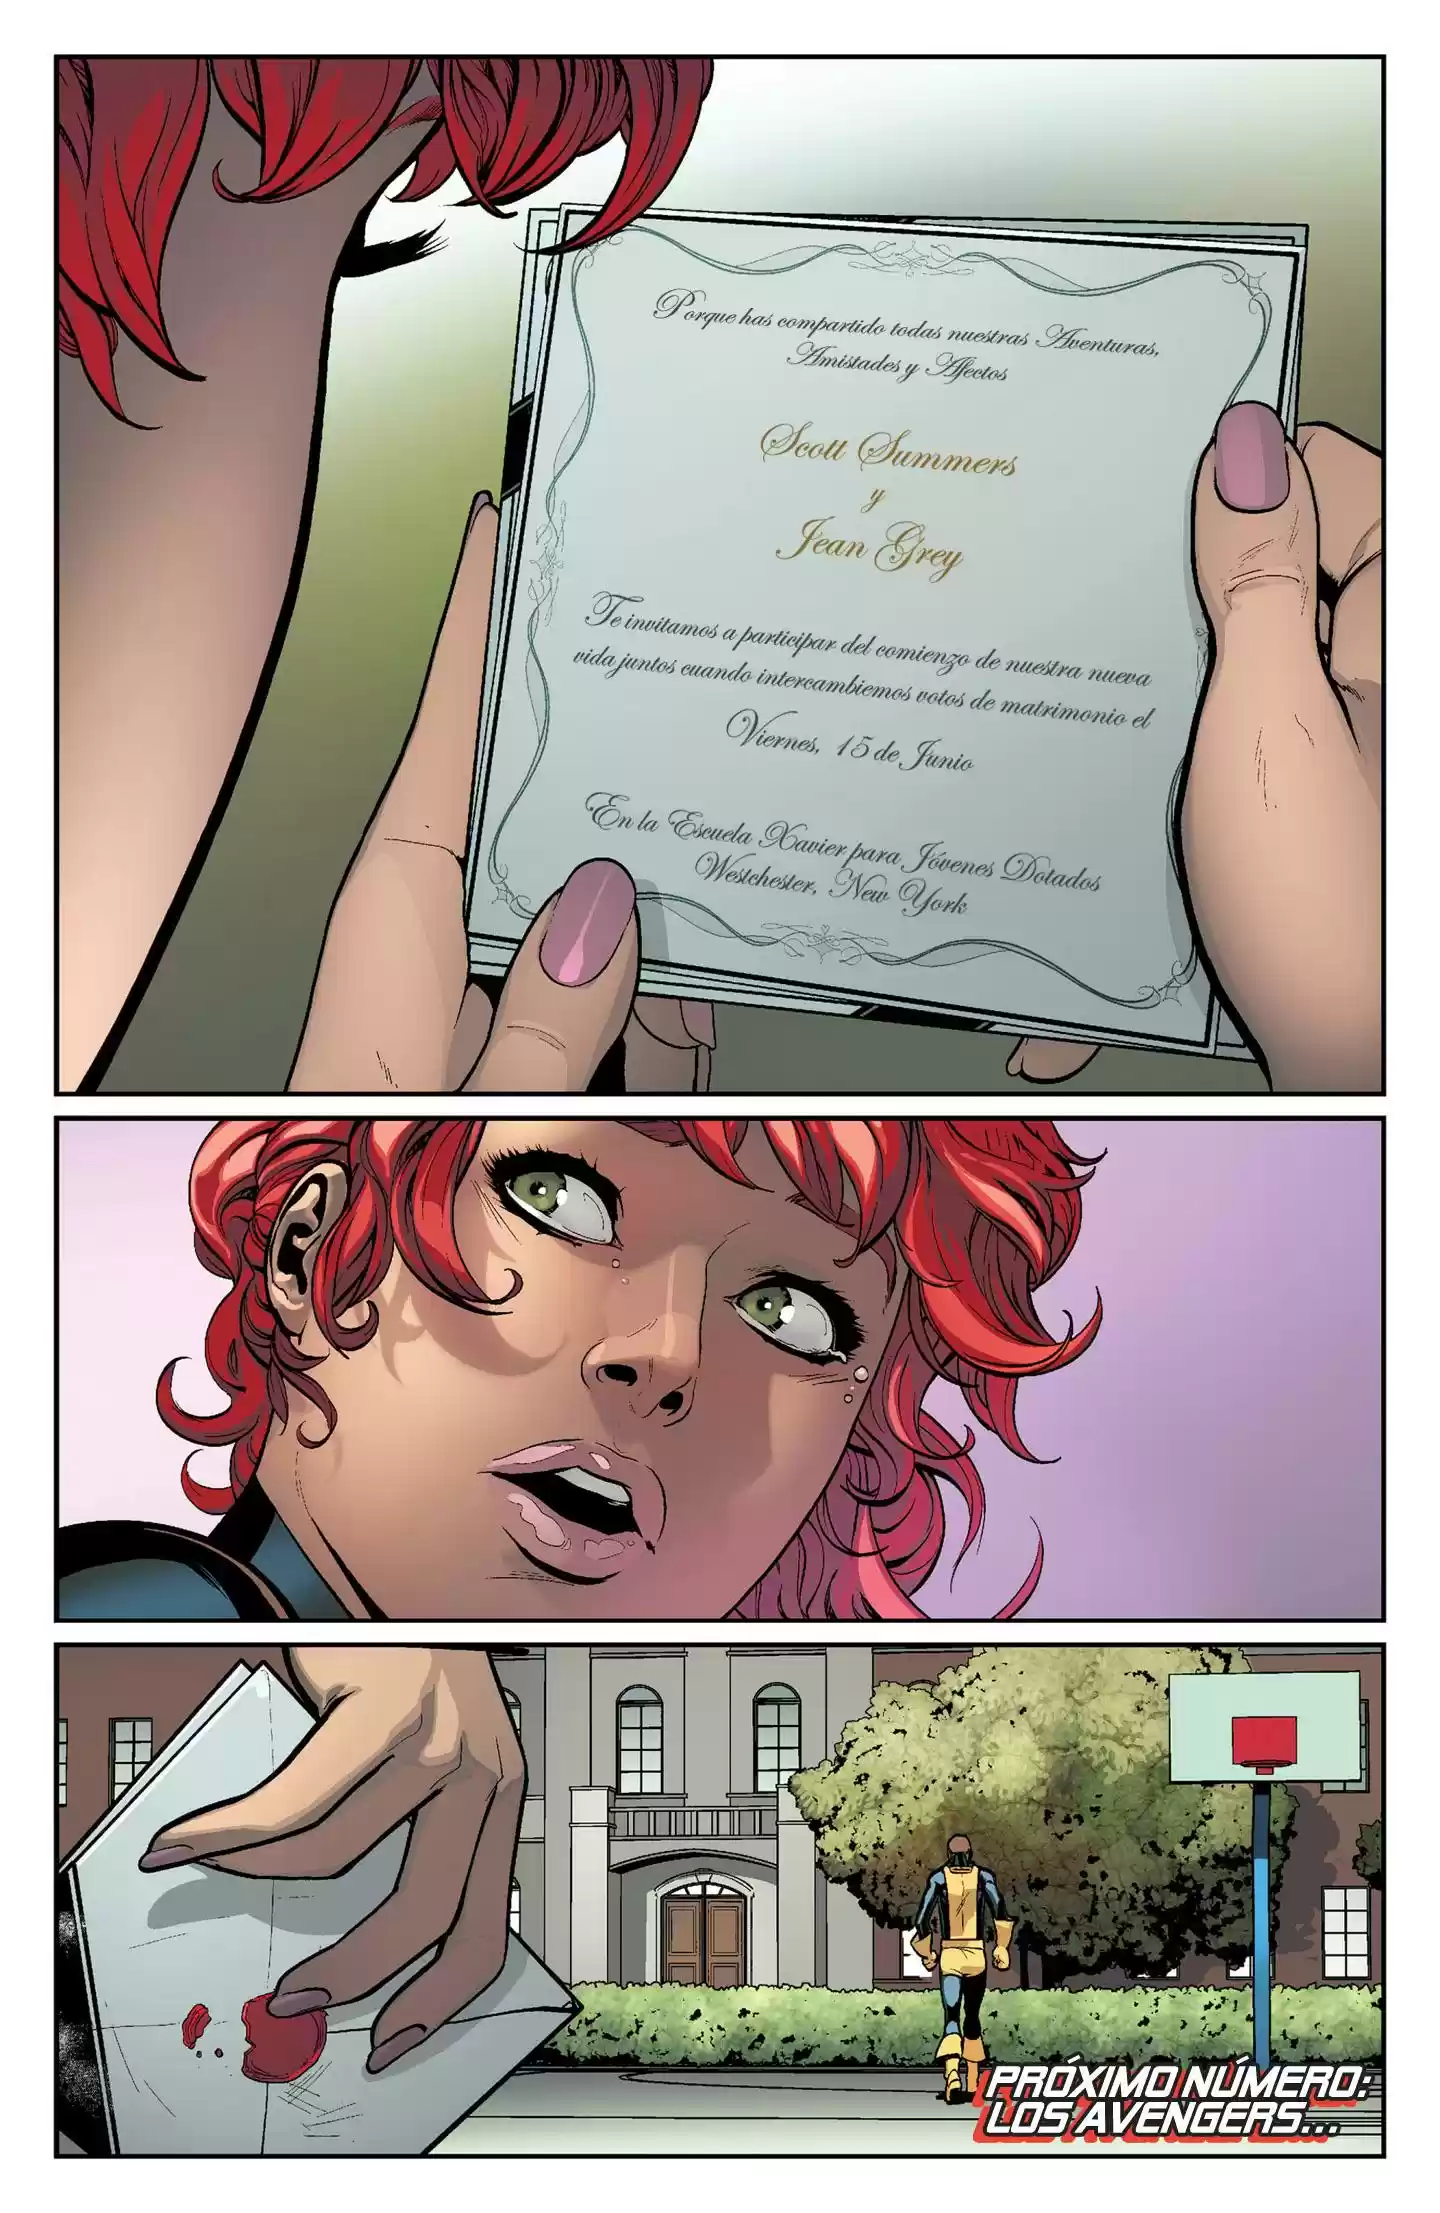 Porque has compartido todas nuestras Aventuras,
Amistades y Afectos
Scott Summers
y
Jean Grey
Te invitamos a participar del comienzo de nuestra nueva
vida juntos cuando intercambiemos votos de matrimonio el
Viernes, 15 de Junio
En la Escuela Xavier para Jóvenes Dotados
Westchester, New York
PRÓXIMO NÚMERO:
LOS AVENGERS...